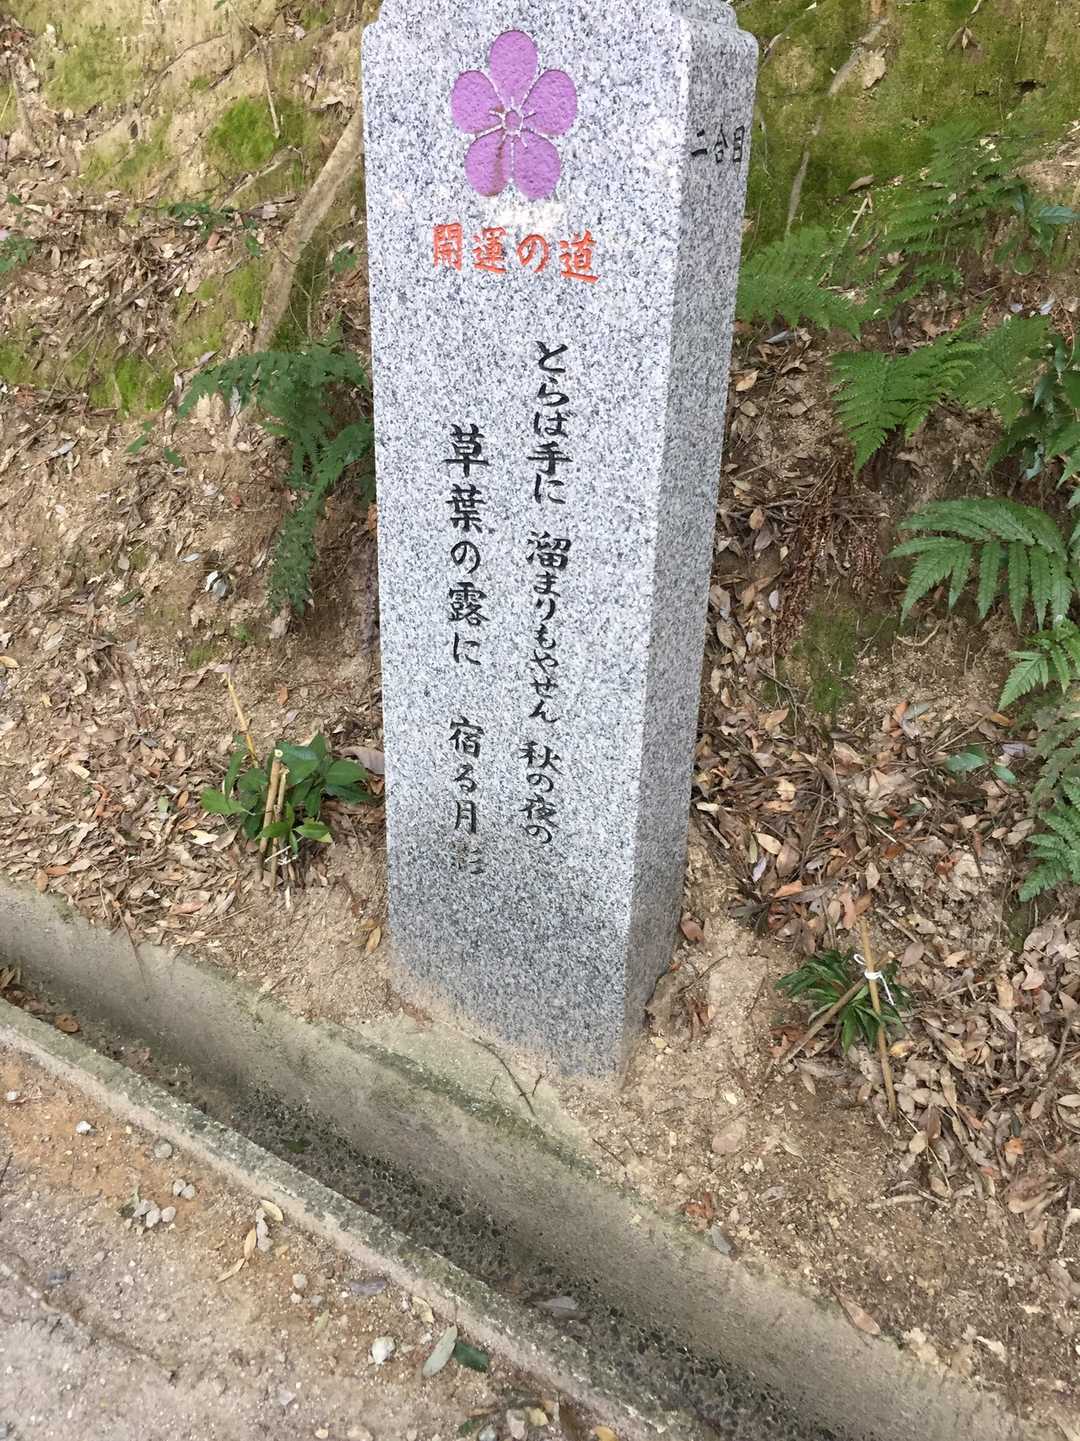 開運の道
とらば手に 溜まりもやせん 秋の夜の
草葉の露に 宿る月影
二合目